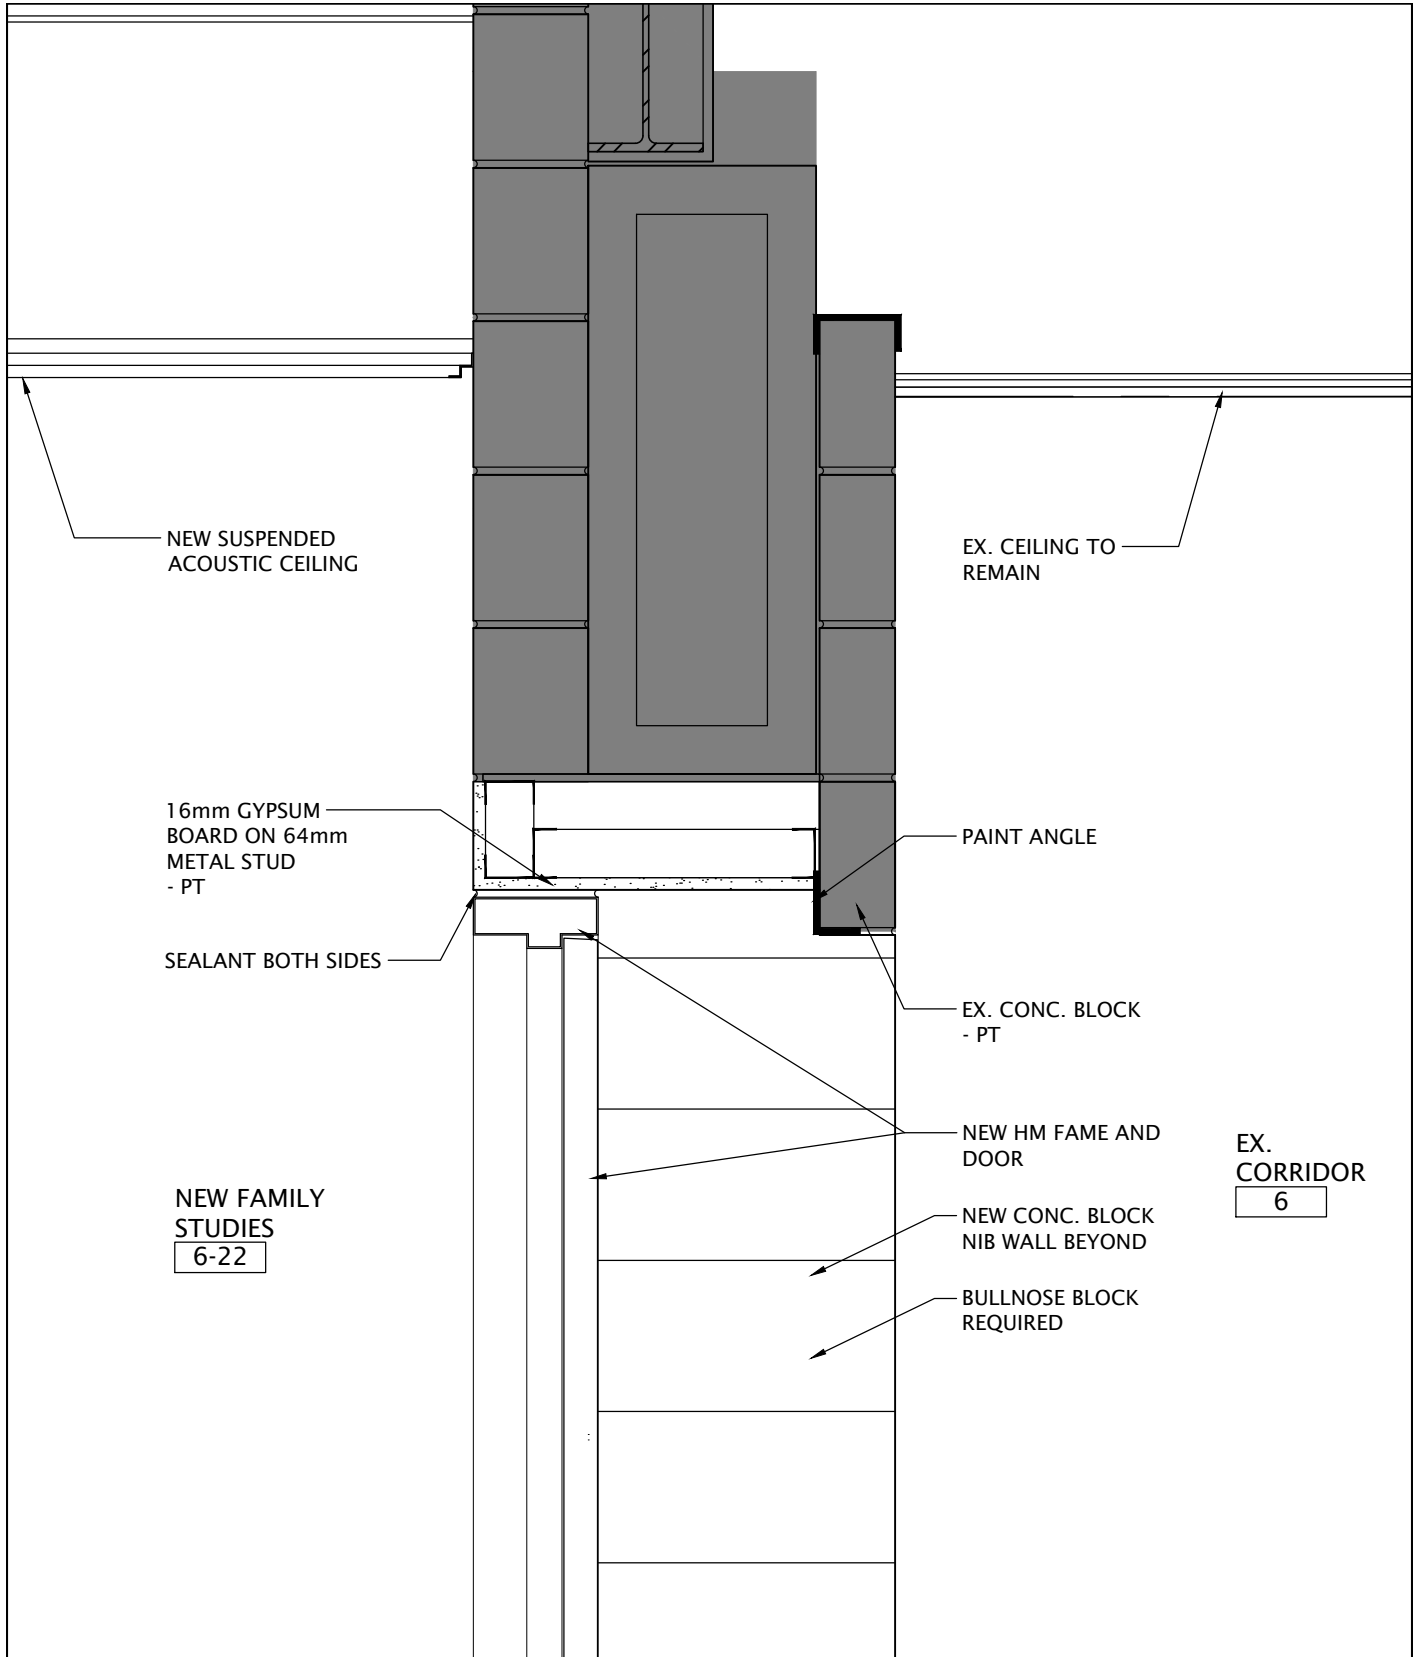 NEW SUSPENDED
ACOUSTIC CEILING
EX. CEILING TO
REMAIN
16mm GYPSUM
BOARD ON 64mm
METAL STUD
- PT
PAINT ANGLE
SEALANT BOTH SIDES
EX. CONC. BLOCK
- PT
NEW HM FAME AND
DOOR
EX.
CORRIDOR
6
NEW FAMILY
STUDIES
6-22
NEW CONC. BLOCK
NIB WALL BEYOND
BULLNOSE BLOCK
REQUIRED